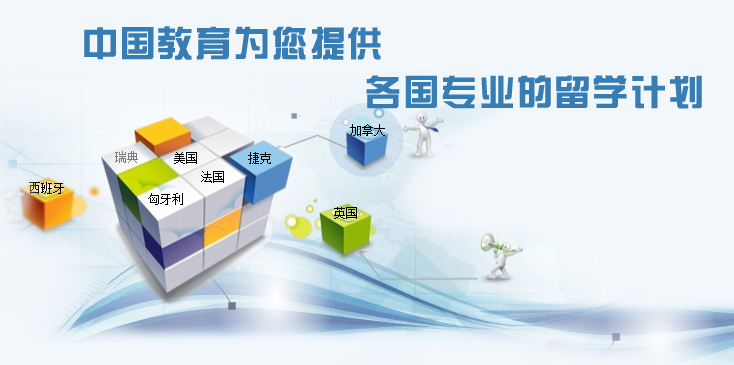 中国教育为您提供
各国专业的留学计划
加拿大
瑞典
美国
捷克
法国
西班牙
匈牙利
英国